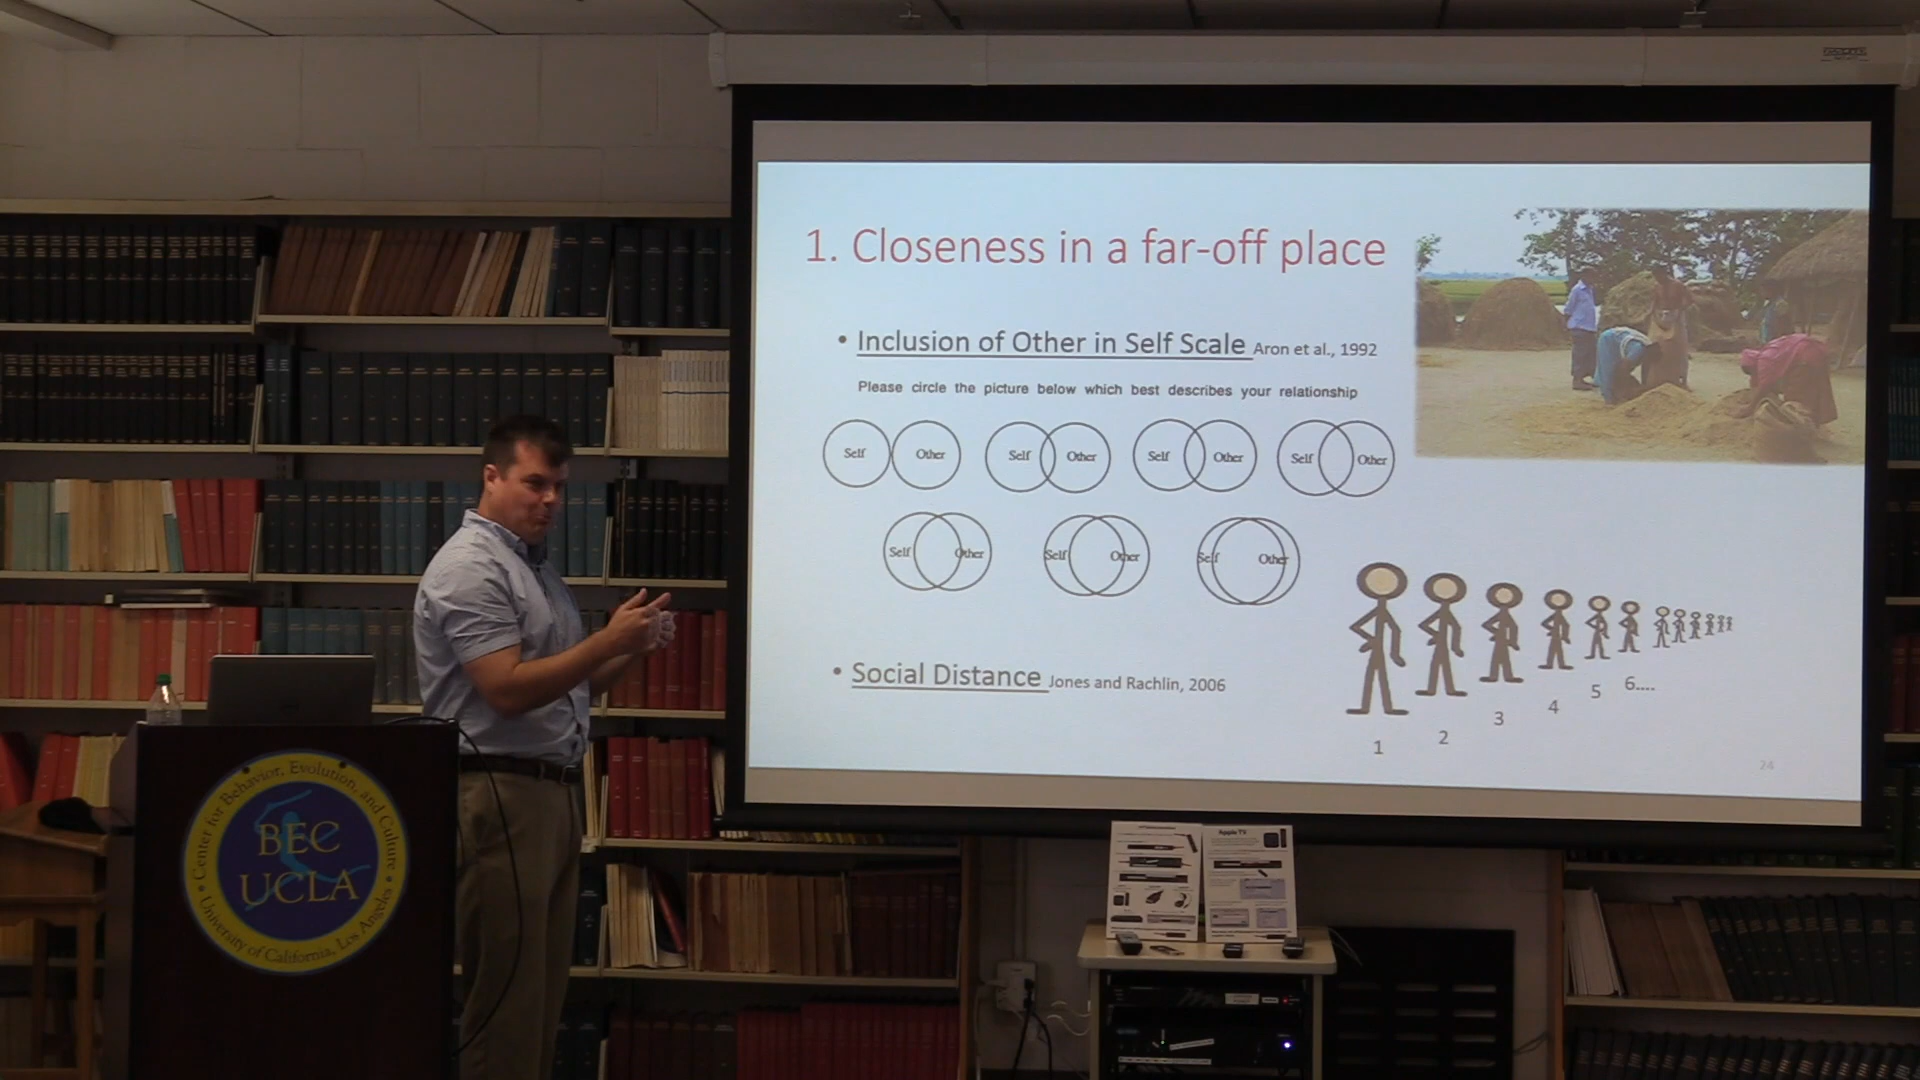 1. Closeness in a far-off place
• Inclusion of Other in Self Scale Aron et al., 1992
Please circle the picture below which best describes your relationship
Self Other Self Other Self Other Self Other
Self Other Self Other Self Other
• Social Distance Jones and Rachlin, 2006
1 2 3 4 5 6....
24
• Center for Behavior, Evolution, and Culture •
BEC
UCLA
University of California, Los Angeles
Apple TV